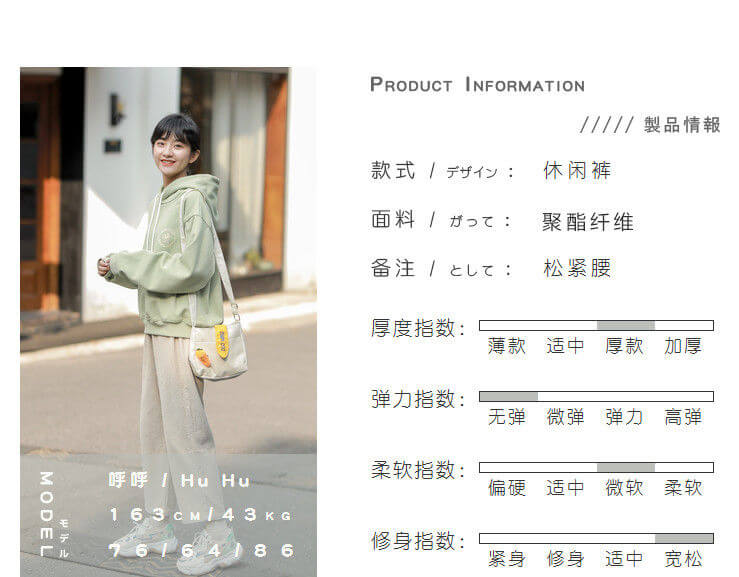 PRODUCT INFORMATION
///// 製品情報
款式 / デザイン : 休闲裤
面料 / がって : 聚酯纤维
备注 / として : 松紧腰
厚度指数:
薄款 适中 厚款 加厚
弹力指数:
无弹 微弹 弹力 高弹
柔软指数:
偏硬 适中 微软 柔软
修身指数:
紧身 修身 适中 宽松
MODEL
モデル
呼呼 / Hu Hu
163CM/43KG
76/64/86